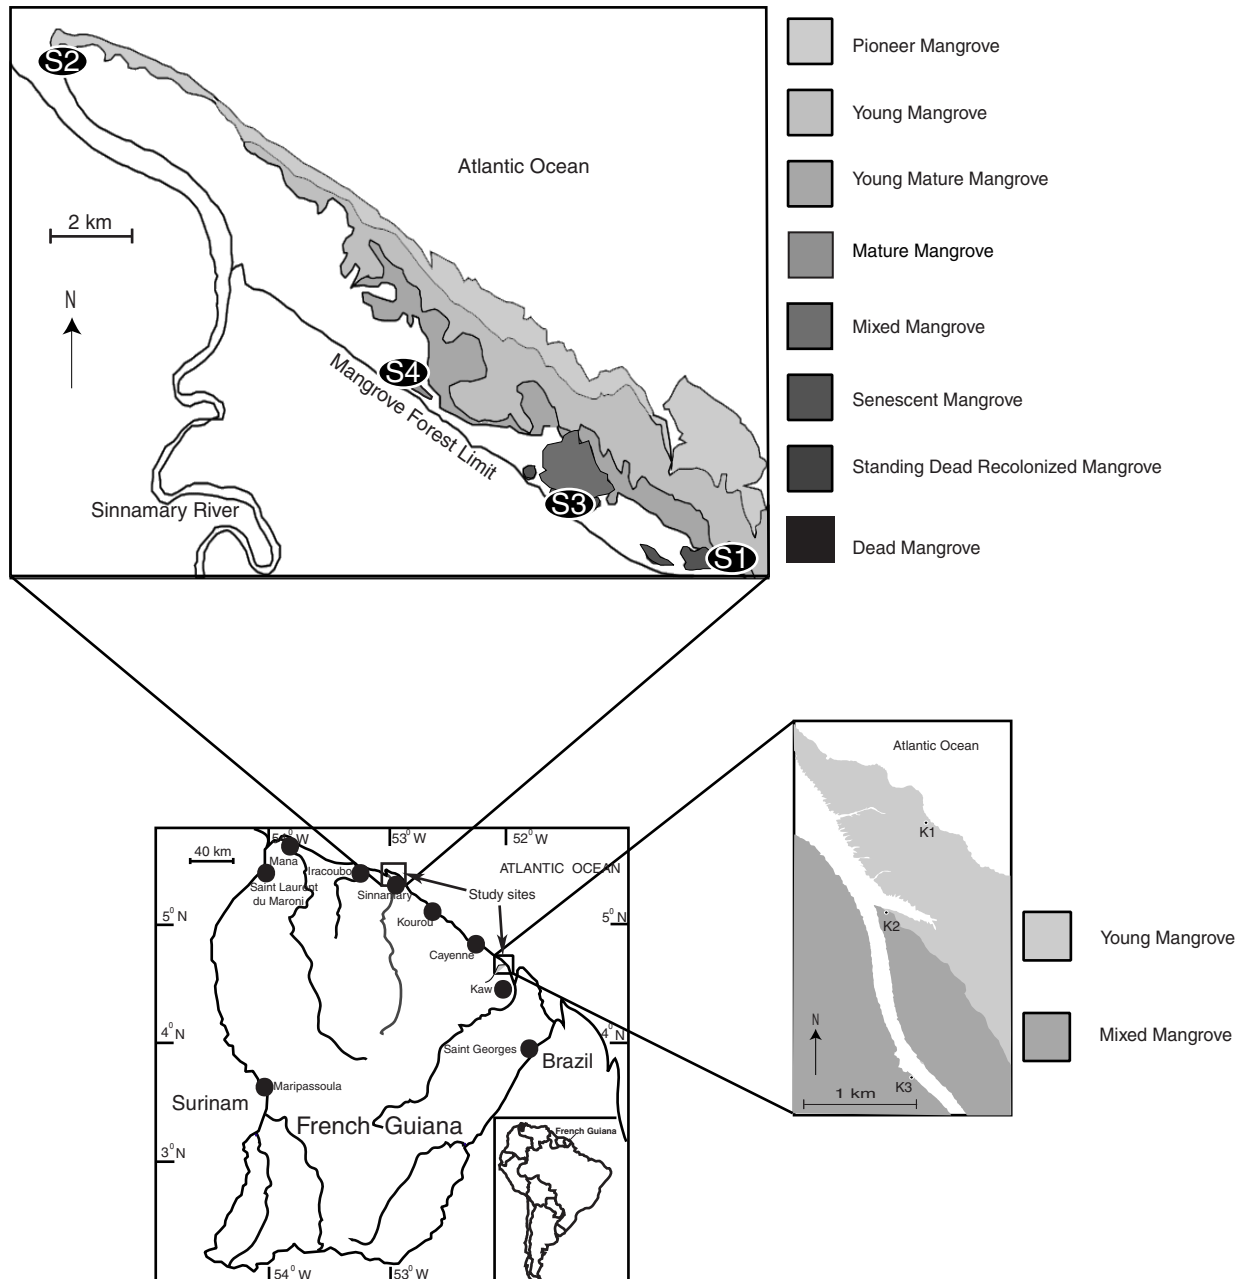 S2
Atlantic Ocean
2 km
N
S4
Mangrove Forest Limit
S3
Sinnamary River
S1
Pioneer Mangrove
Young Mangrove
Young Mature Mangrove
Mature Mangrove
Mixed Mangrove
Senescent Mangrove
Standing Dead Recolonized Mangrove
Dead Mangrove
Atlantic Ocean
K1
K2
N
K3
1 km
Young Mangrove
Mixed Mangrove
54° W
53° W
52° W
40 km
Mana
Iracoubo
ATLANTIC OCEAN
Saint Laurent
du Maroni
Sinnamary
Study sites
5° N
5° N
Kourou
Cayenne
Kaw
4° N
4° N
Saint Georges
Brazil
Maripassoula
Surinam
French Guiana
French Guiana
3° N
54° W
53° W